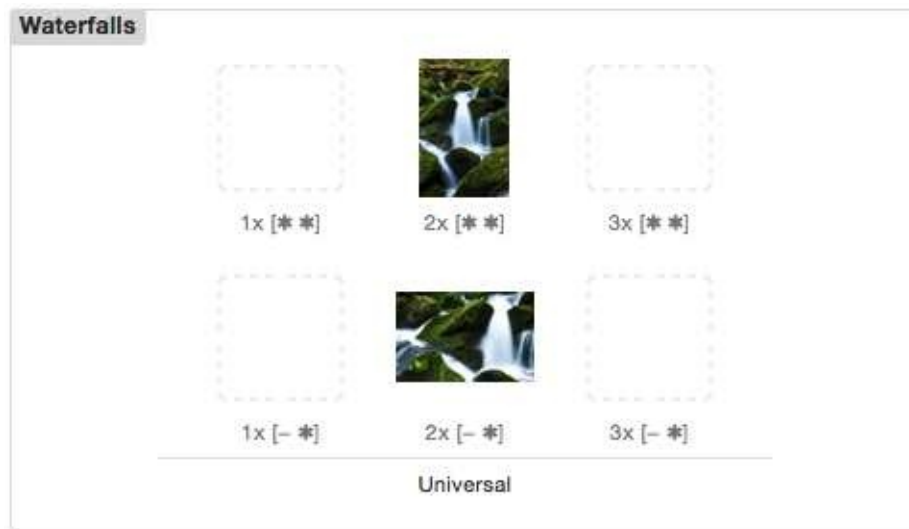 Waterfalls
1x [✱ ✱] 2x [✱ ✱] 3x [✱ ✱]
1x [– ✱] 2x [– ✱] 3x [– ✱]
Universal